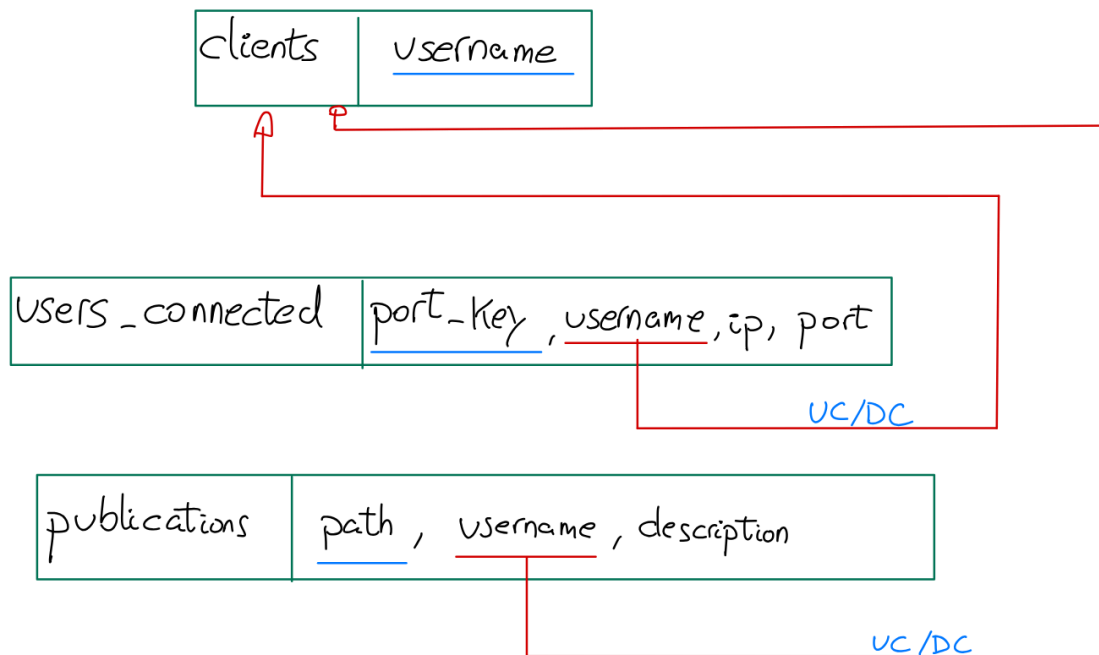 clients username
users_connected port_key, username, ip, port
UC/DC
publications path, username, description
UC/DC